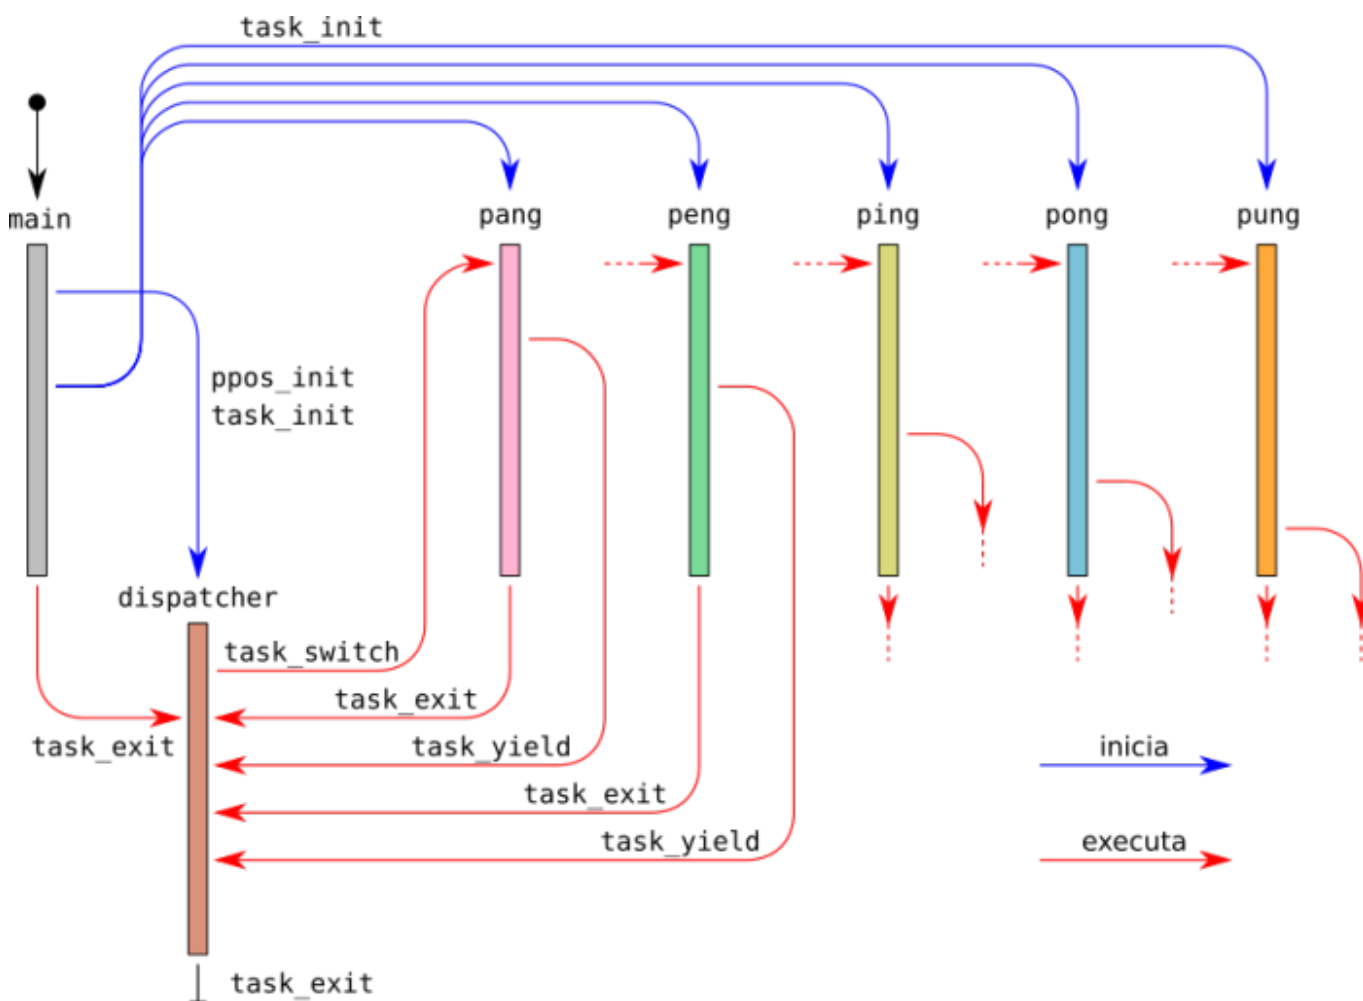 task_init
main
pang
peng
ping
pong
pung
ppos_init
task_init
dispatcher
task_switch
task_exit
task_exit
task_yield
inicia
task_exit
task_yield
executa
task_exit